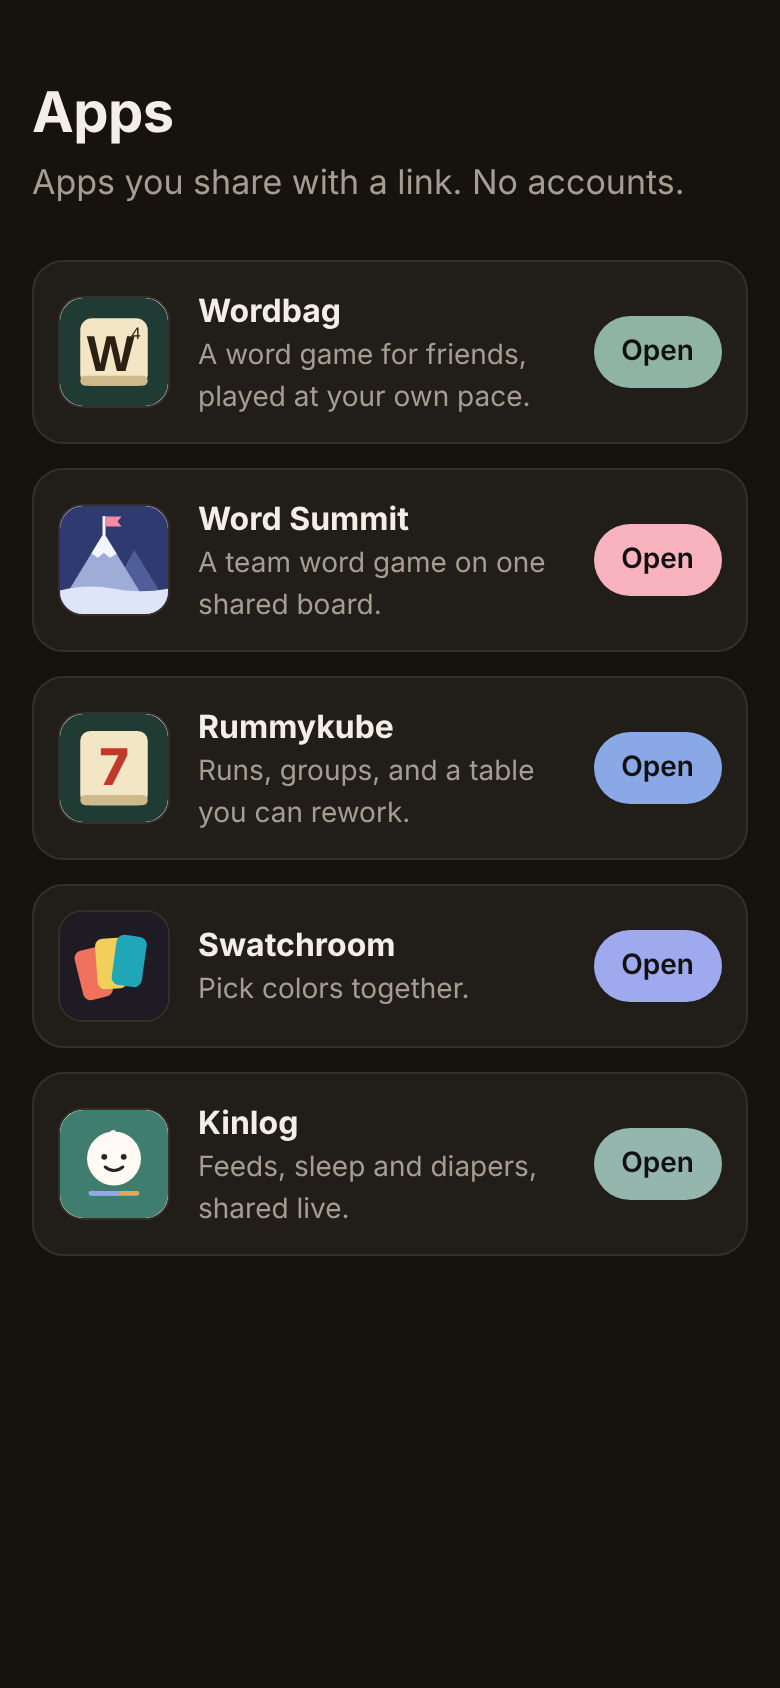 Apps
Apps you share with a link. No accounts.
W4
Wordbag
A word game for friends,
played at your own pace.
Open
Word Summit
A team word game on one
shared board.
Open
7
Rummykube
Runs, groups, and a table
you can rework.
Open
Swatchroom
Pick colors together.
Open
Kinlog
Feeds, sleep and diapers,
shared live.
Open